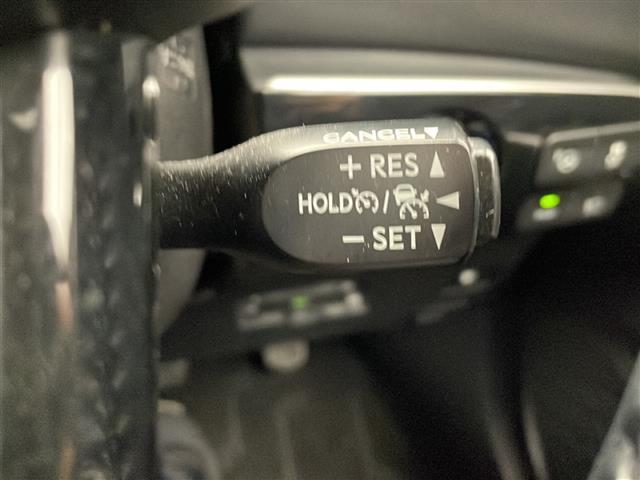 CANCEL▼
+ RES ▲
HOLD / ◀
− SET ▼